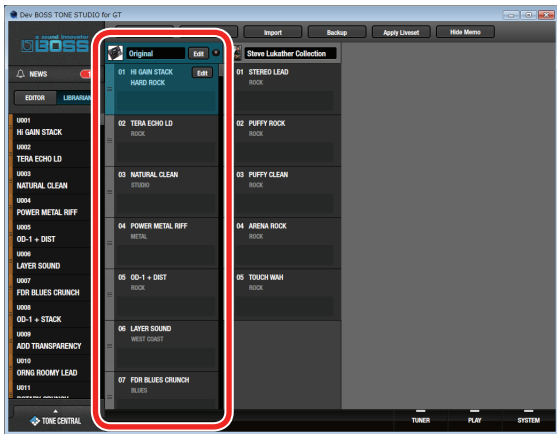 Dev BOSS TONE STUDIO for GT
a sound innovator
BOSS
Import
Backup
Apply Liveset
Hide Memo
NEWS
1
EDITOR
LIBRARIAN
U001
Hi GAIN STACK
U002
TERA ECHO LD
U003
NATURAL CLEAN
U004
POWER METAL RIFF
U005
OD-1 + DIST
U006
LAYER SOUND
U007
FDR BLUES CRUNCH
U008
OD-1 + STACK
U009
ADD TRANSPARENCY
U010
ORNG ROOMY LEAD
U011
TONE CENTRAL
Original
Edit
01 HI GAIN STACK
Edit
HARD ROCK
02 TERA ECHO LD
ROCK
03 NATURAL CLEAN
STUDIO
04 POWER METAL RIFF
METAL
05 OD-1 + DIST
ROCK
06 LAYER SOUND
WEST COAST
07 FDR BLUES CRUNCH
BLUES
Steve Lukather Collection
01 STEREO LEAD
ROCK
02 PUFFY ROCK
ROCK
03 PUFFY CLEAN
ROCK
04 ARENA ROCK
ROCK
05 TOUCH WAH
ROCK
TUNER
PLAY
SYSTEM